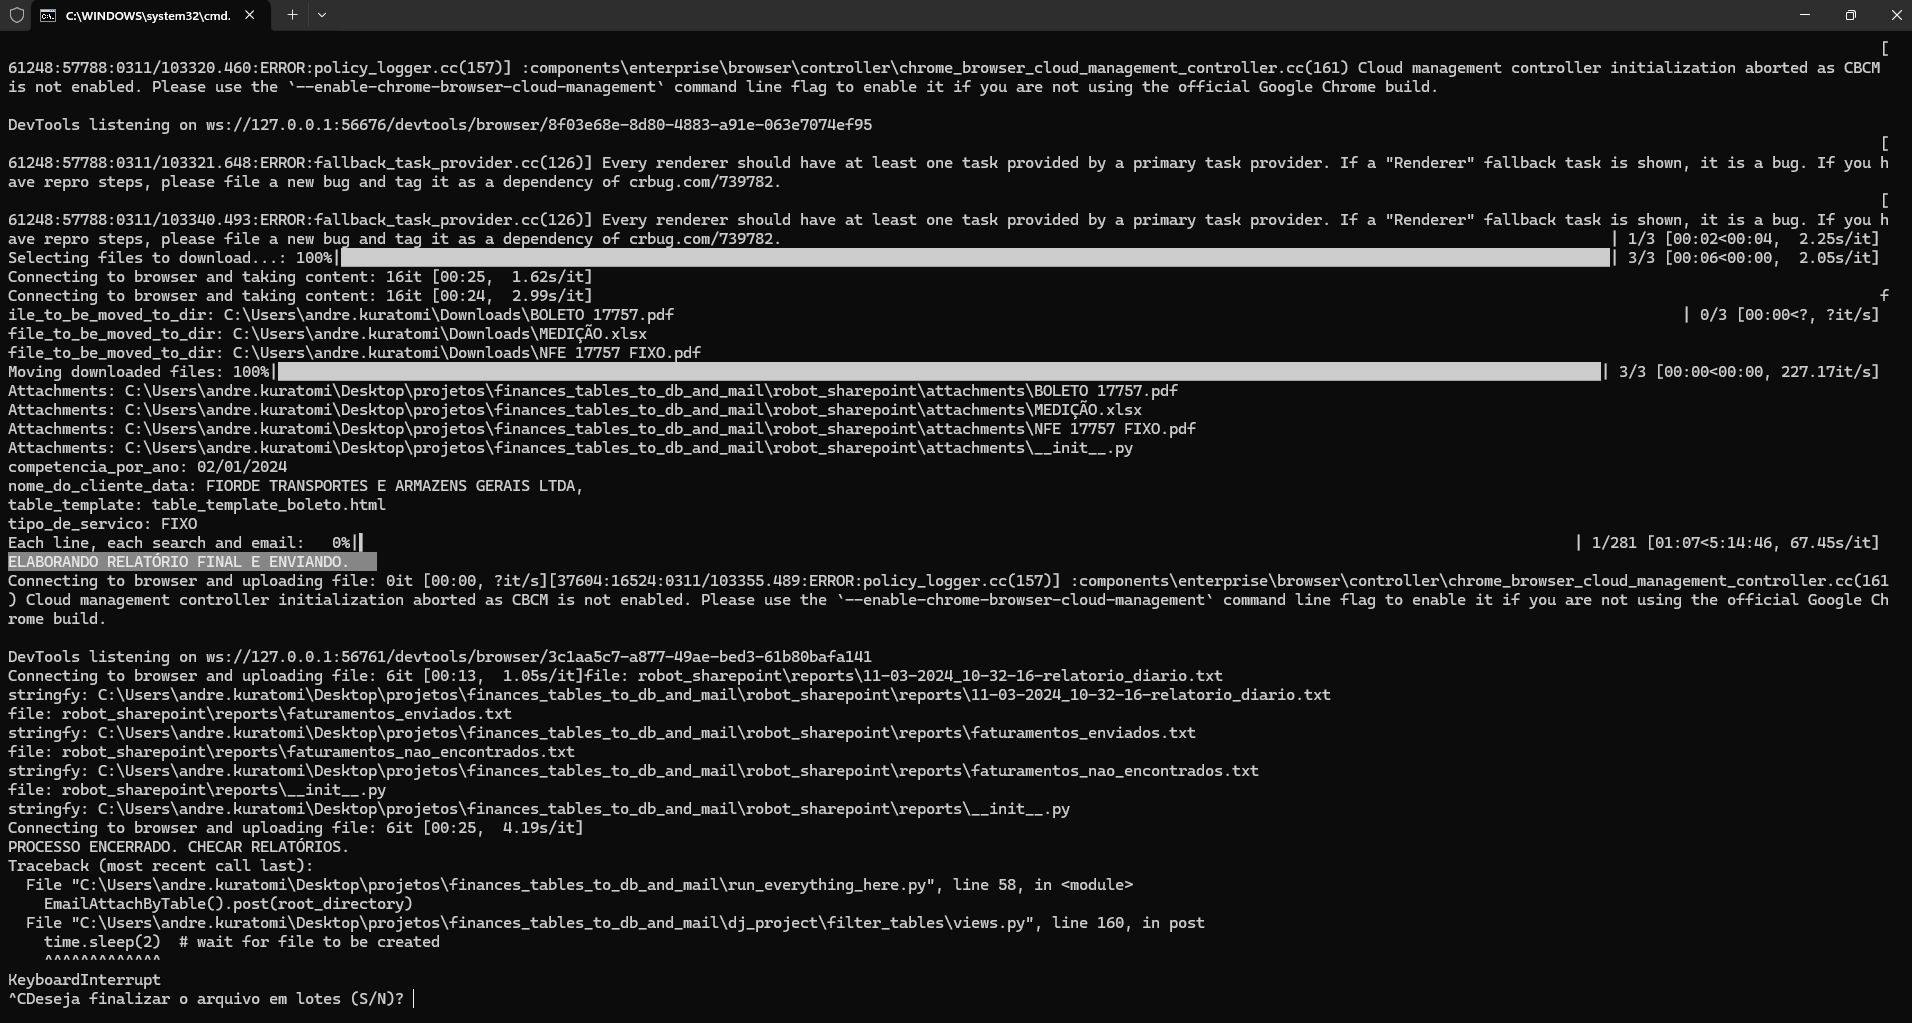 C:\WINDOWS\system32\cmd.
[
61248:57788:0311/103320.460:ERROR:policy_logger.cc(157)] :components\enterprise\browser\controller\chrome_browser_cloud_management_controller.cc(161) Cloud management controller initialization aborted as CBCM
is not enabled. Please use the `--enable-chrome-browser-cloud-management` command line flag to enable it if you are not using the official Google Chrome build.
DevTools listening on ws://127.0.0.1:56676/devtools/browser/8f03e68e-8d80-4883-a91e-063e7074ef95
[
61248:57788:0311/103321.648:ERROR:fallback_task_provider.cc(126)] Every renderer should have at least one task provided by a primary task provider. If a "Renderer" fallback task is shown, it is a bug. If you h
ave repro steps, please file a new bug and tag it as a dependency of crbug.com/739782.
[
61248:57788:0311/103340.493:ERROR:fallback_task_provider.cc(126)] Every renderer should have at least one task provided by a primary task provider. If a "Renderer" fallback task is shown, it is a bug. If you h
ave repro steps, please file a new bug and tag it as a dependency of crbug.com/739782. | 1/3 [00:02<00:04,  2.25s/it]
Selecting files to download...: 100%| | 3/3 [00:06<00:00,  2.05s/it]
Connecting to browser and taking content: 16it [00:25,  1.62s/it]
Connecting to browser and taking content: 16it [00:24,  2.99s/it] f
ile_to_be_moved_to_dir: C:\Users\andre.kuratomi\Downloads\BOLETO 17757.pdf | 0/3 [00:00<?, ?it/s]
file_to_be_moved_to_dir: C:\Users\andre.kuratomi\Downloads\MEDIÇÃO.xlsx
file_to_be_moved_to_dir: C:\Users\andre.kuratomi\Downloads\NFE 17757 FIXO.pdf
Moving downloaded files: 100%| | 3/3 [00:00<00:00, 227.17it/s]
Attachments: C:\Users\andre.kuratomi\Desktop\projetos\finances_tables_to_db_and_mail\robot_sharepoint\attachments\BOLETO 17757.pdf
Attachments: C:\Users\andre.kuratomi\Desktop\projetos\finances_tables_to_db_and_mail\robot_sharepoint\attachments\MEDIÇÃO.xlsx
Attachments: C:\Users\andre.kuratomi\Desktop\projetos\finances_tables_to_db_and_mail\robot_sharepoint\attachments\NFE 17757 FIXO.pdf
Attachments: C:\Users\andre.kuratomi\Desktop\projetos\finances_tables_to_db_and_mail\robot_sharepoint\attachments\__init__.py
competencia_por_ano: 02/01/2024
nome_do_cliente_data: FIORDE TRANSPORTES E ARMAZENS GERAIS LTDA,
table_template: table_template_boleto.html
tipo_de_servico: FIXO
Each line, each search and email:   0%| | 1/281 [01:07<5:14:46, 67.45s/it]
ELABORANDO RELATÓRIO FINAL E ENVIANDO.
Connecting to browser and uploading file: 0it [00:00, ?it/s][37604:16524:0311/103355.489:ERROR:policy_logger.cc(157)] :components\enterprise\browser\controller\chrome_browser_cloud_management_controller.cc(161
) Cloud management controller initialization aborted as CBCM is not enabled. Please use the `--enable-chrome-browser-cloud-management` command line flag to enable it if you are not using the official Google Ch
rome build.
DevTools listening on ws://127.0.0.1:56761/devtools/browser/3c1aa5c7-a877-49ae-bed3-61b80bafa141
Connecting to browser and uploading file: 6it [00:13,  1.05s/it]file: robot_sharepoint\reports\11-03-2024_10-32-16-relatorio_diario.txt
stringfy: C:\Users\andre.kuratomi\Desktop\projetos\finances_tables_to_db_and_mail\robot_sharepoint\reports\11-03-2024_10-32-16-relatorio_diario.txt
file: robot_sharepoint\reports\faturamentos_enviados.txt
stringfy: C:\Users\andre.kuratomi\Desktop\projetos\finances_tables_to_db_and_mail\robot_sharepoint\reports\faturamentos_enviados.txt
file: robot_sharepoint\reports\faturamentos_nao_encontrados.txt
stringfy: C:\Users\andre.kuratomi\Desktop\projetos\finances_tables_to_db_and_mail\robot_sharepoint\reports\faturamentos_nao_encontrados.txt
file: robot_sharepoint\reports\__init__.py
stringfy: C:\Users\andre.kuratomi\Desktop\projetos\finances_tables_to_db_and_mail\robot_sharepoint\reports\__init__.py
Connecting to browser and uploading file: 6it [00:25,  4.19s/it]
PROCESSO ENCERRADO. CHECAR RELATÓRIOS.
Traceback (most recent call last):
  File "C:\Users\andre.kuratomi\Desktop\projetos\finances_tables_to_db_and_mail\run_everything_here.py", line 58, in <module>
    EmailAttachByTable().post(root_directory)
  File "C:\Users\andre.kuratomi\Desktop\projetos\finances_tables_to_db_and_mail\dj_project\filter_tables\views.py", line 160, in post
    time.sleep(2)  # wait for file to be created
    ^^^^^^^^^^^^^
KeyboardInterrupt
^CDeseja finalizar o arquivo em lotes (S/N)?